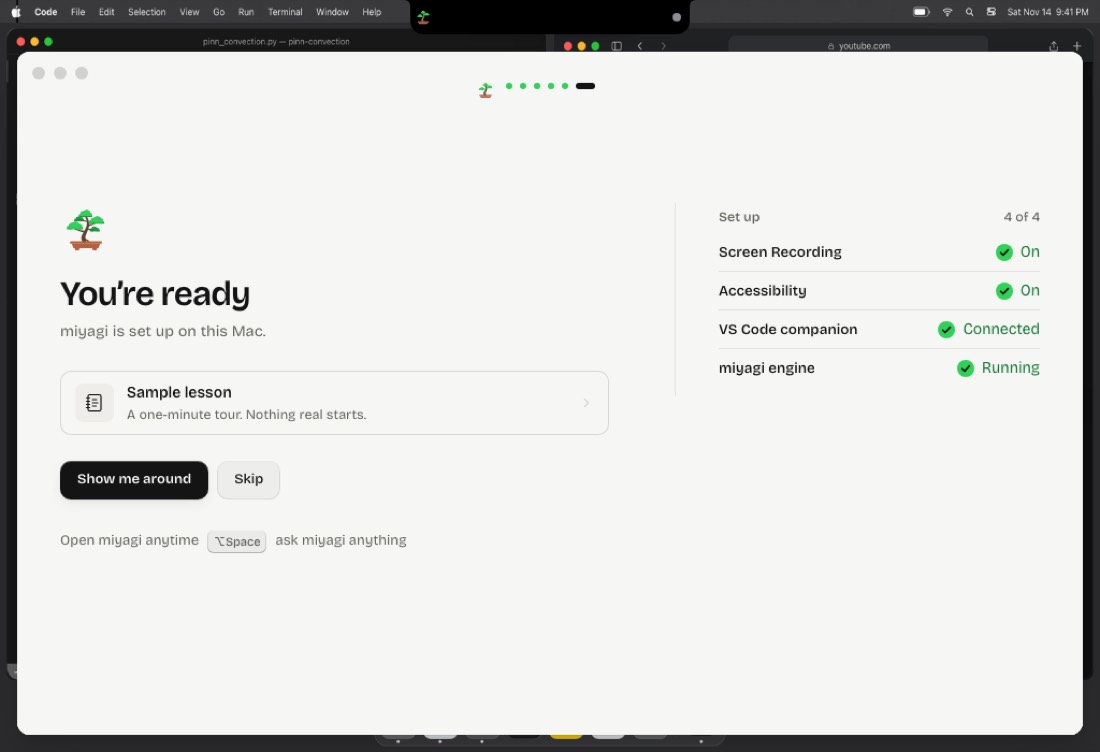 Code File Edit Selection View Go Run Terminal Window Help
Sat Nov 14 9:41 PM
pinn_convection.py — pinn-convection
youtube.com
You're ready
miyagi is set up on this Mac.
Sample lesson
A one-minute tour. Nothing real starts.
Show me around
Skip
Open miyagi anytime ⌥Space ask miyagi anything
Set up 4 of 4
Screen Recording On
Accessibility On
VS Code companion Connected
miyagi engine Running